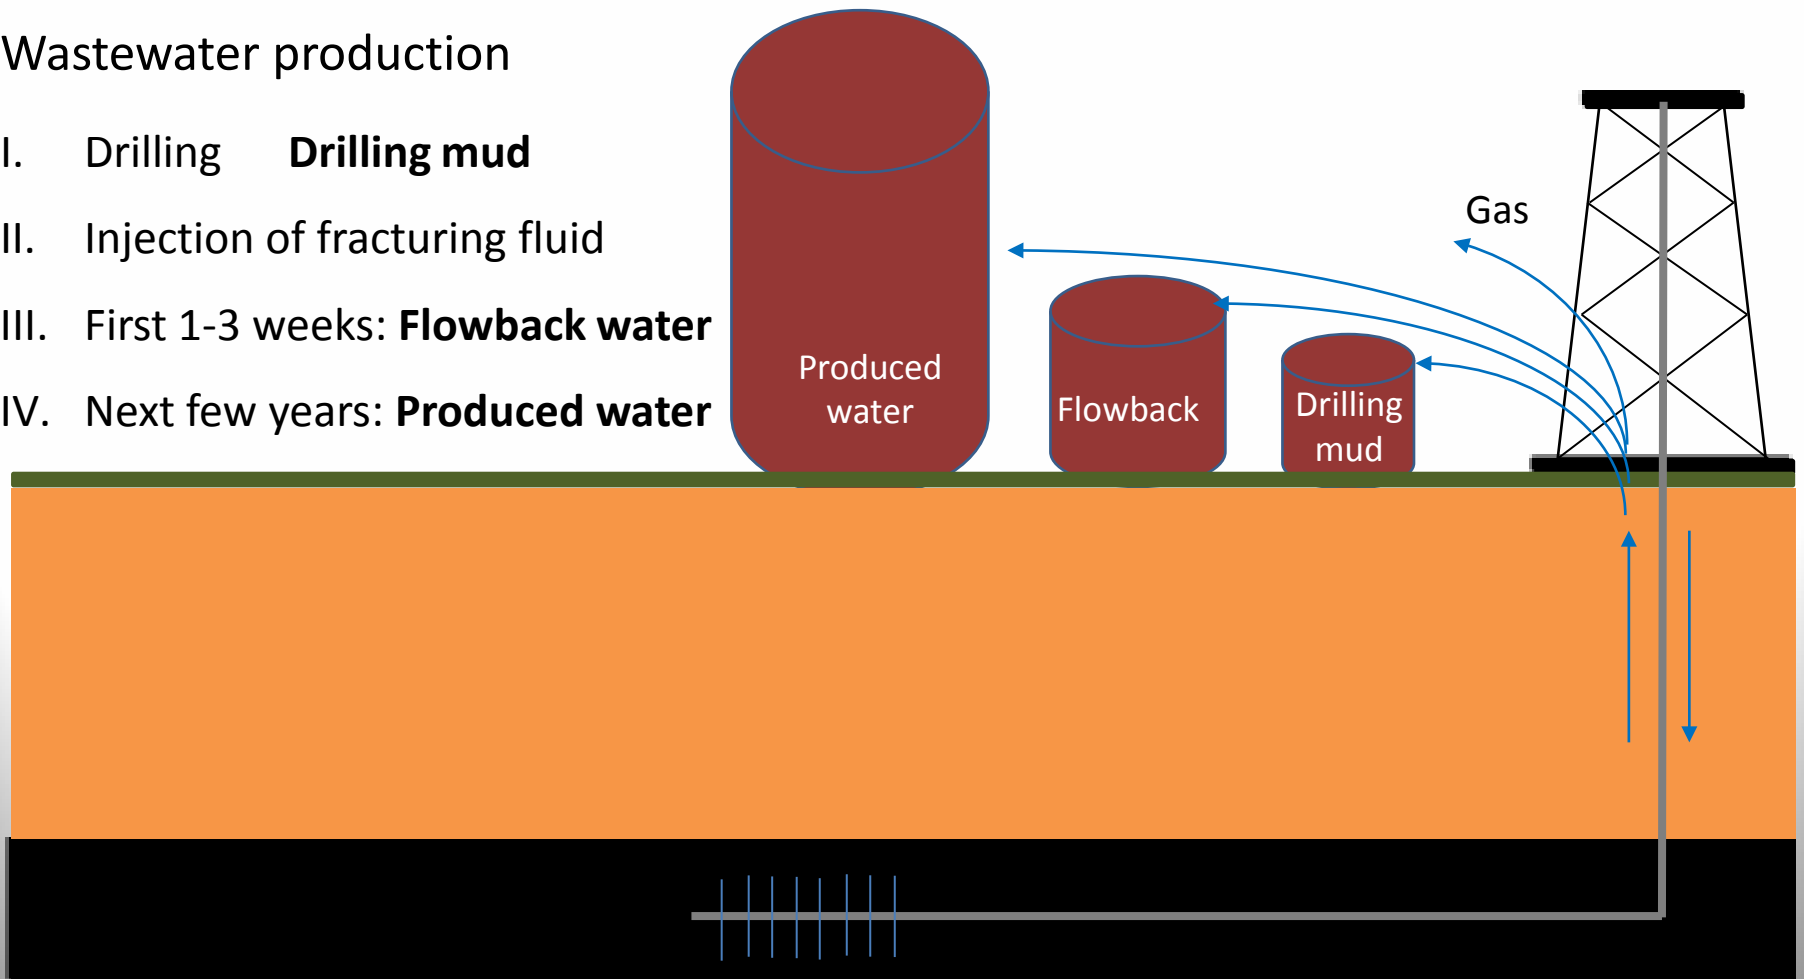 Wastewater production
I. Drilling Drilling mud
II. Injection of fracturing fluid
III. First 1-3 weeks: Flowback water
IV. Next few years: Produced water
Gas
Produced
water
Flowback
Drilling
mud